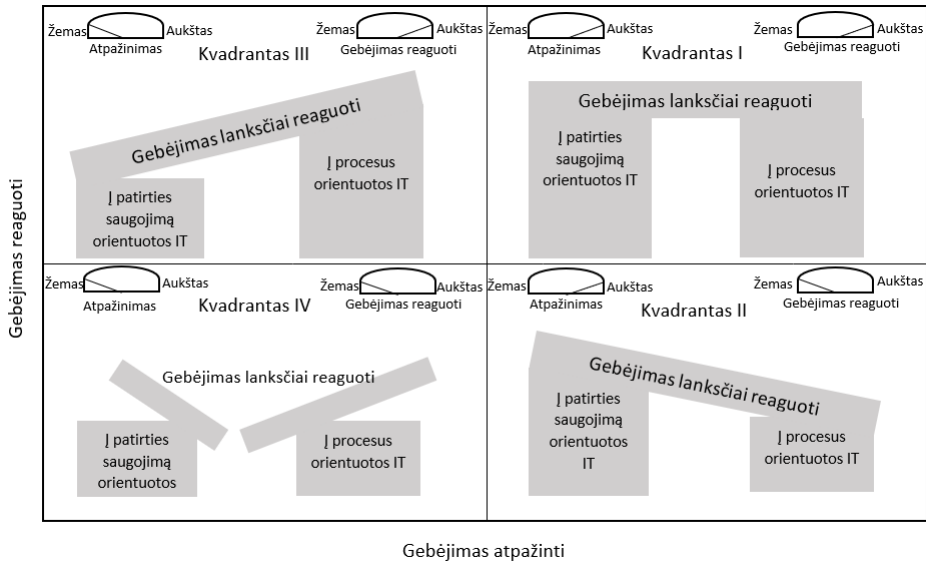 Žemas Aukštas
Atpažinimas
Kvadrantas III
Žemas Aukštas
Gebėjimas reaguoti
Gebėjimas lanksčiai reaguoti
Į patirties
saugojimą
orientuotos IT
Į procesus
orientuotos IT
Žemas Aukštas
Atpažinimas
Kvadrantas I
Žemas Aukštas
Gebėjimas reaguoti
Gebėjimas lanksčiai reaguoti
Į patirties
saugojimą
orientuotos IT
Į procesus
orientuotos IT
Gebėjimas reaguoti
Žemas Aukštas
Atpažinimas
Kvadrantas IV
Žemas Aukštas
Gebėjimas reaguoti
Gebėjimas lanksčiai reaguoti
Į patirties
saugojimą
orientuotos
Į procesus
orientuotos IT
Žemas Aukštas
Atpažinimas
Kvadrantas II
Žemas Aukštas
Gebėjimas reaguoti
Gebėjimas lanksčiai reaguoti
Į patirties
saugojimą
orientuotos
IT
Į procesus
orientuotos IT
Gebėjimas atpažinti